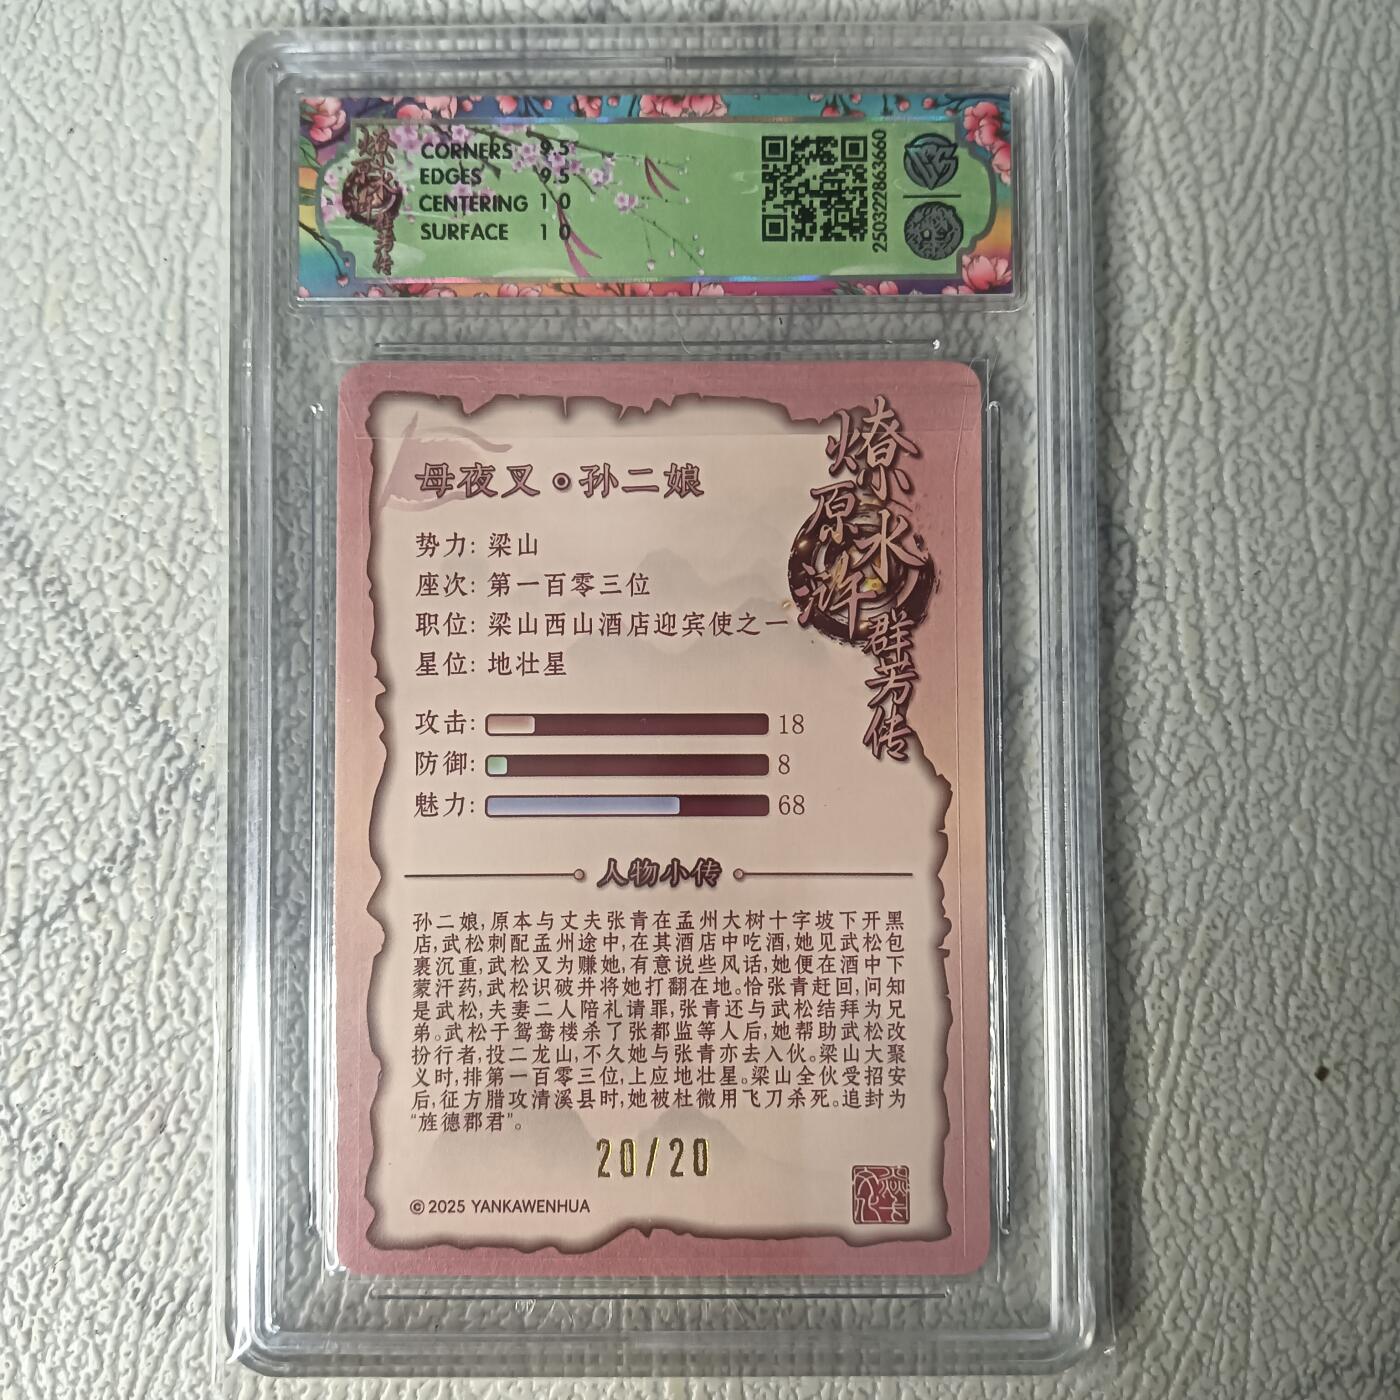 燎原水浒群芳传
CORNERS 9.5
EDGES 9.5
CENTERING 10
SURFACE 10
2503222863660
燎原水浒群芳传
母夜叉·孙二娘
势力: 梁山
座次: 第一百零三位
职位: 梁山西山酒店迎宾使之一
星位: 地壮星
攻击: 18
防御: 8
魅力: 68
人物小传
孙二娘,原本与丈夫张青在孟州大树十字坡下开黑
店,武松刺配孟州途中,在其酒店中吃酒,她见武松包
裹沉重,武松又为赚她,有意说些风话,她便在酒中下
蒙汗药,武松识破并将她打翻在地。恰张青赶回,问知
是武松,夫妻二人陪礼请罪,张青还与武松结拜为兄
弟。武松于鸳鸯楼杀了张都监等人后,她帮助武松改
扮行者,投二龙山,不久她与张青亦去入伙。梁山大聚
义时,排第一百零三位,上应地壮星。梁山全伙受招安
后,征方腊攻清溪县时,她被杜微用飞刀杀死。追封为
“旌德郡君”。
20/20
© 2025 YANKAWENHUA